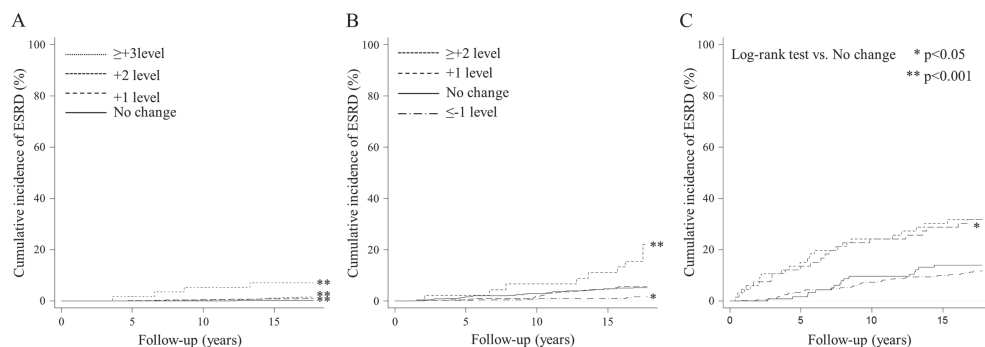 A
Cumulative incidence of ESRD (%)
100
80
60
40
20
0
≥+3level
+2 level
+1 level
No change
**
**
**
0
5
10
15
Follow-up (years)
B
Cumulative incidence of ESRD (%)
100
80
60
40
20
0
≥+2 level
+1 level
No change
≤-1 level
**
*
0
5
10
15
Follow-up (years)
C
Cumulative incidence of ESRD (%)
100
80
60
40
20
0
Log-rank test vs. No change
* p<0.05
** p<0.001
*
0
5
10
15
Follow-up (years)